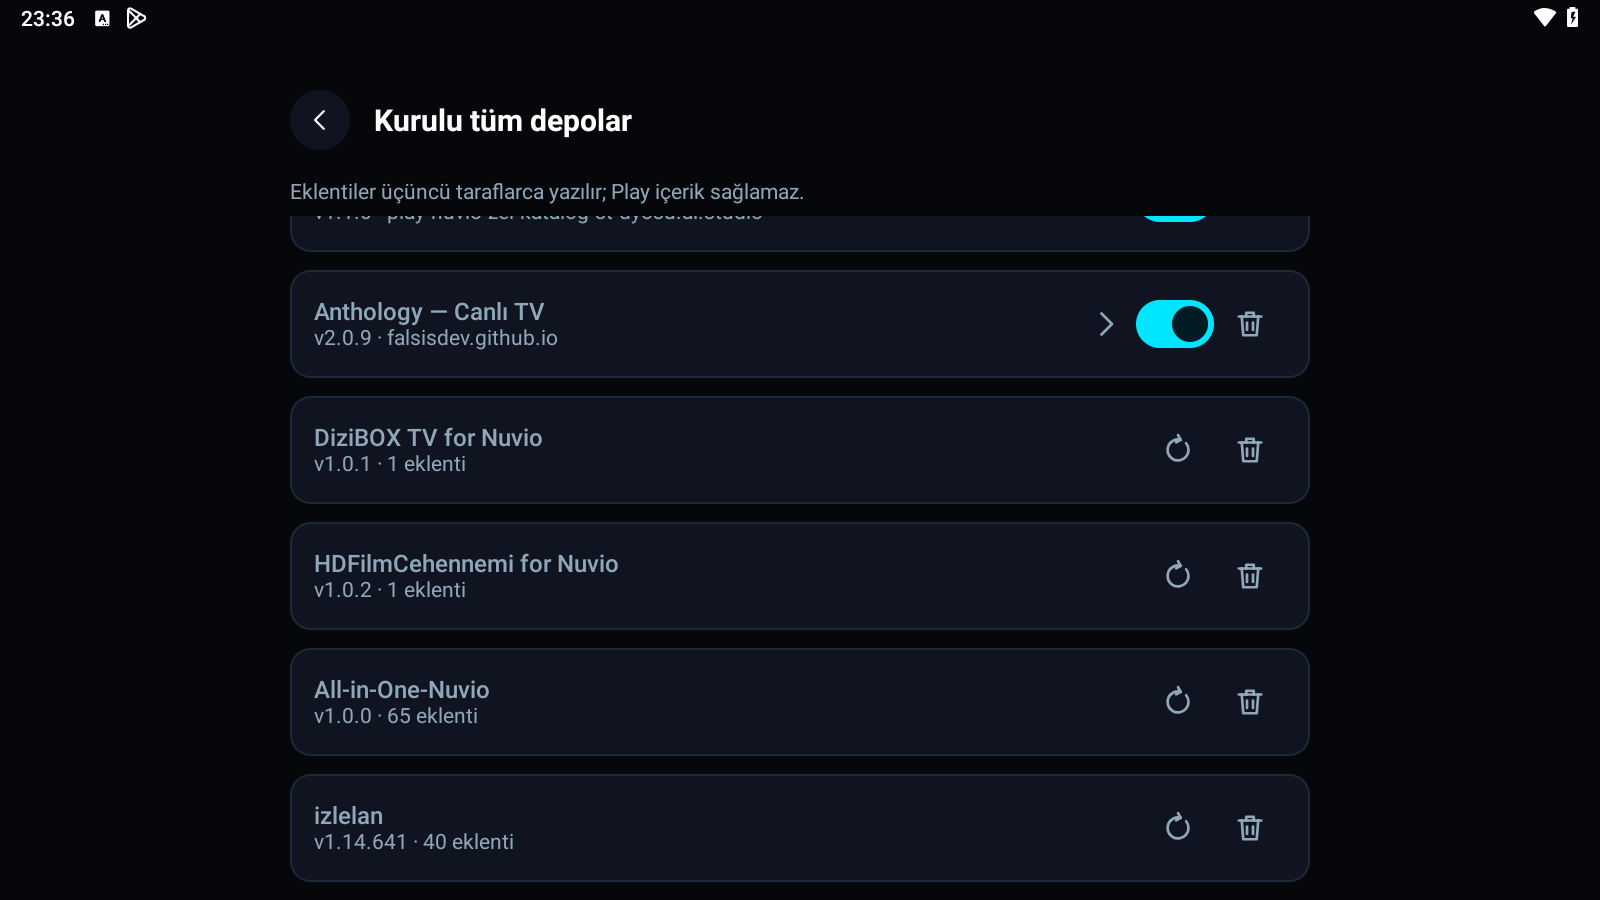 23:36
Kurulu tüm depolar
Eklentiler üçüncü taraflarca yazılır; Play içerik sağlamaz.
Anthology — Canlı TV
v2.0.9 · falsisdev.github.io
DiziBOX TV for Nuvio
v1.0.1 · 1 eklenti
HDFilmCehennemi for Nuvio
v1.0.2 · 1 eklenti
All-in-One-Nuvio
v1.0.0 · 65 eklenti
izlelan
v1.14.641 · 40 eklenti